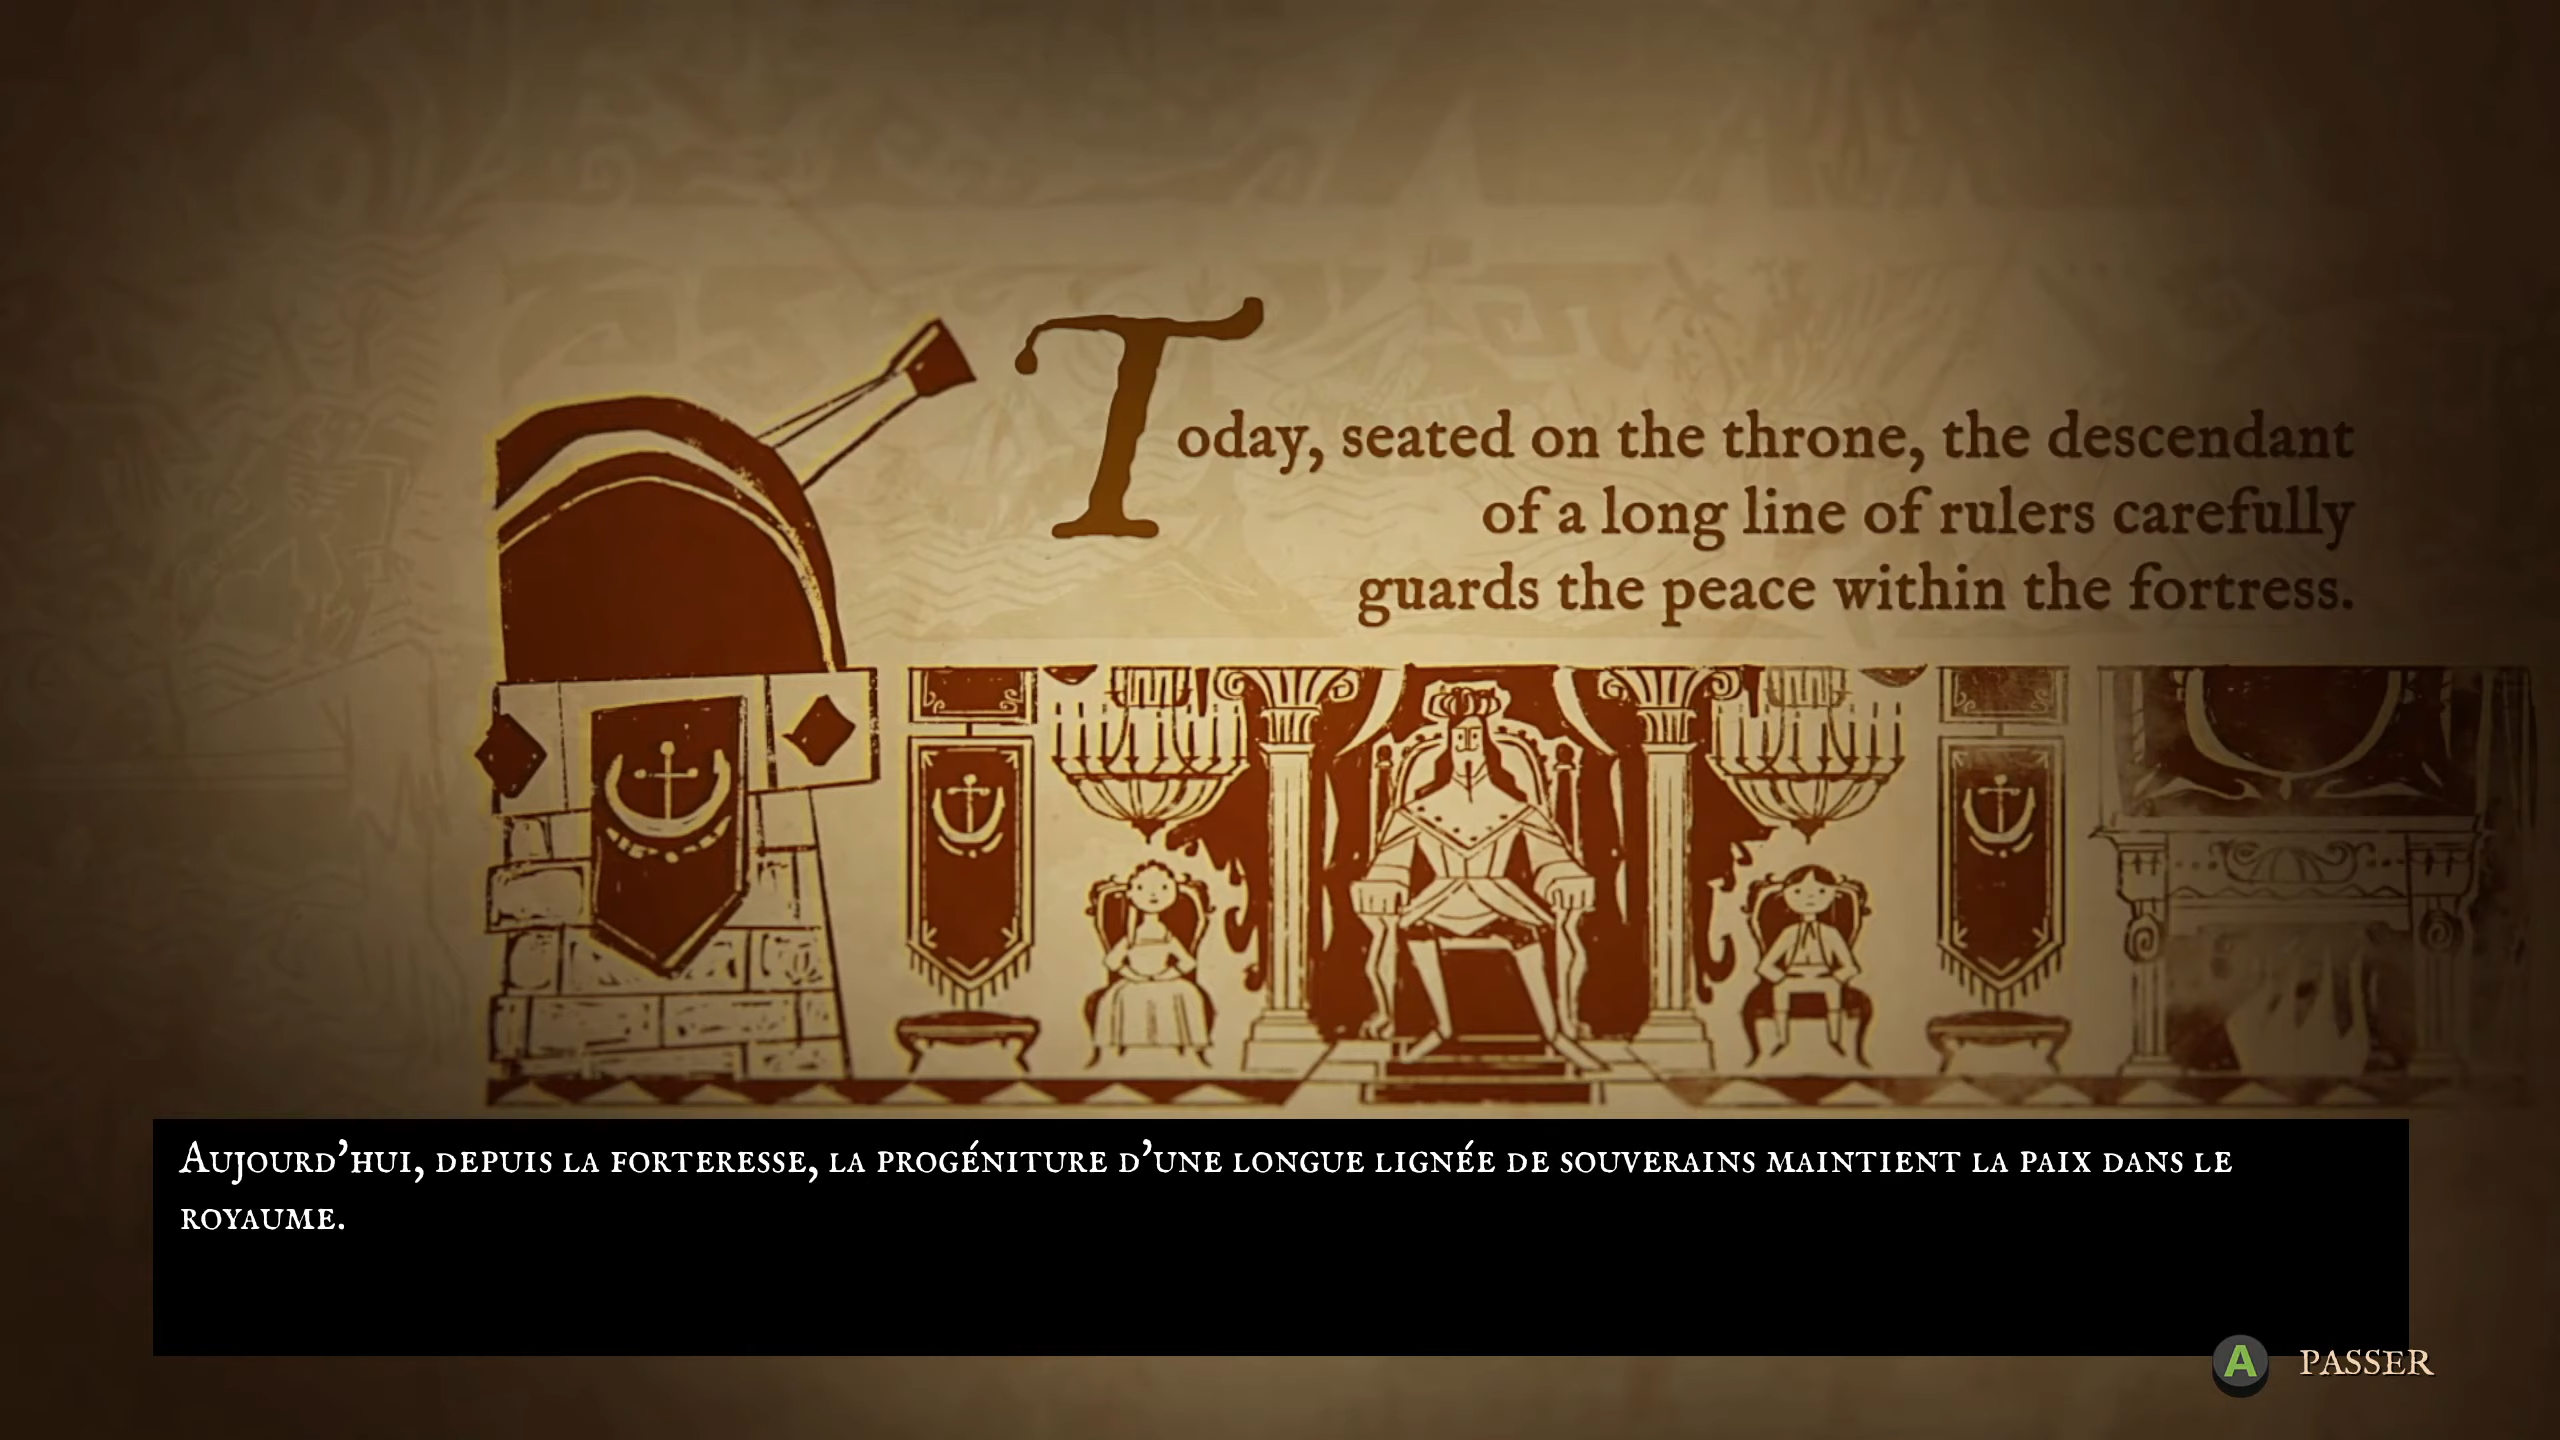 Today, seated on the throne, the descendant
of a long line of rulers carefully
guards the peace within the fortress.
Aujourd'hui, depuis la forteresse, la progéniture d'une longue lignée de souverains maintient la paix dans le
royaume.
A PASSER